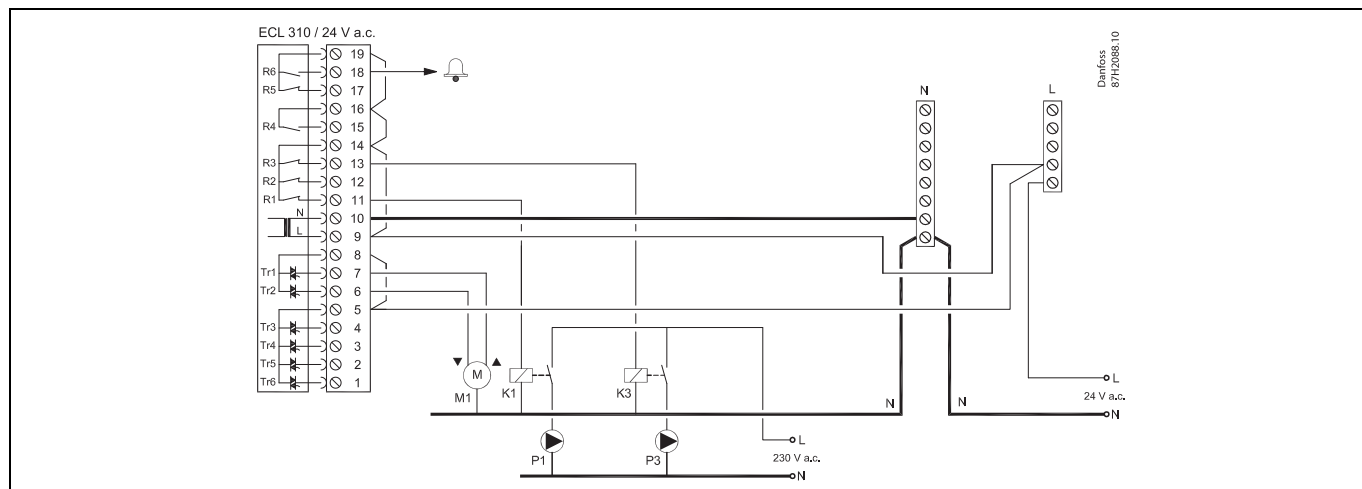 ECL 310 / 24 V a.c.
Danfoss
87H2088.10
19
R6 18
R5 17
16
R4 15
14
R3 13
R2 12
R1 11
N 10
L 9
8
Tr1 7
Tr2 6
5
Tr3 4
Tr4 3
Tr5 2
Tr6 1
N
L
M
M1
K1
K3
N
N
L
24 V a.c.
N
P1
P3
L
230 V a.c.
N